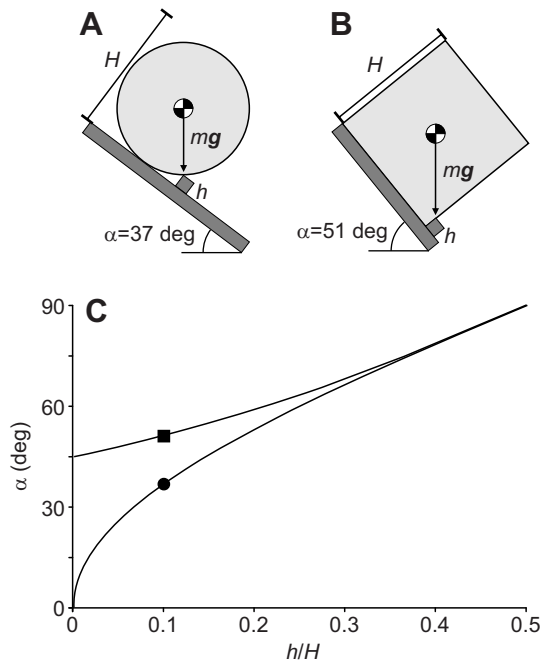 A
B
H
H
mg
mg
h
h
α=37 deg
α=51 deg
C
90
60
30
0
α (deg)
0
0.1
0.2
0.3
0.4
0.5
h/H